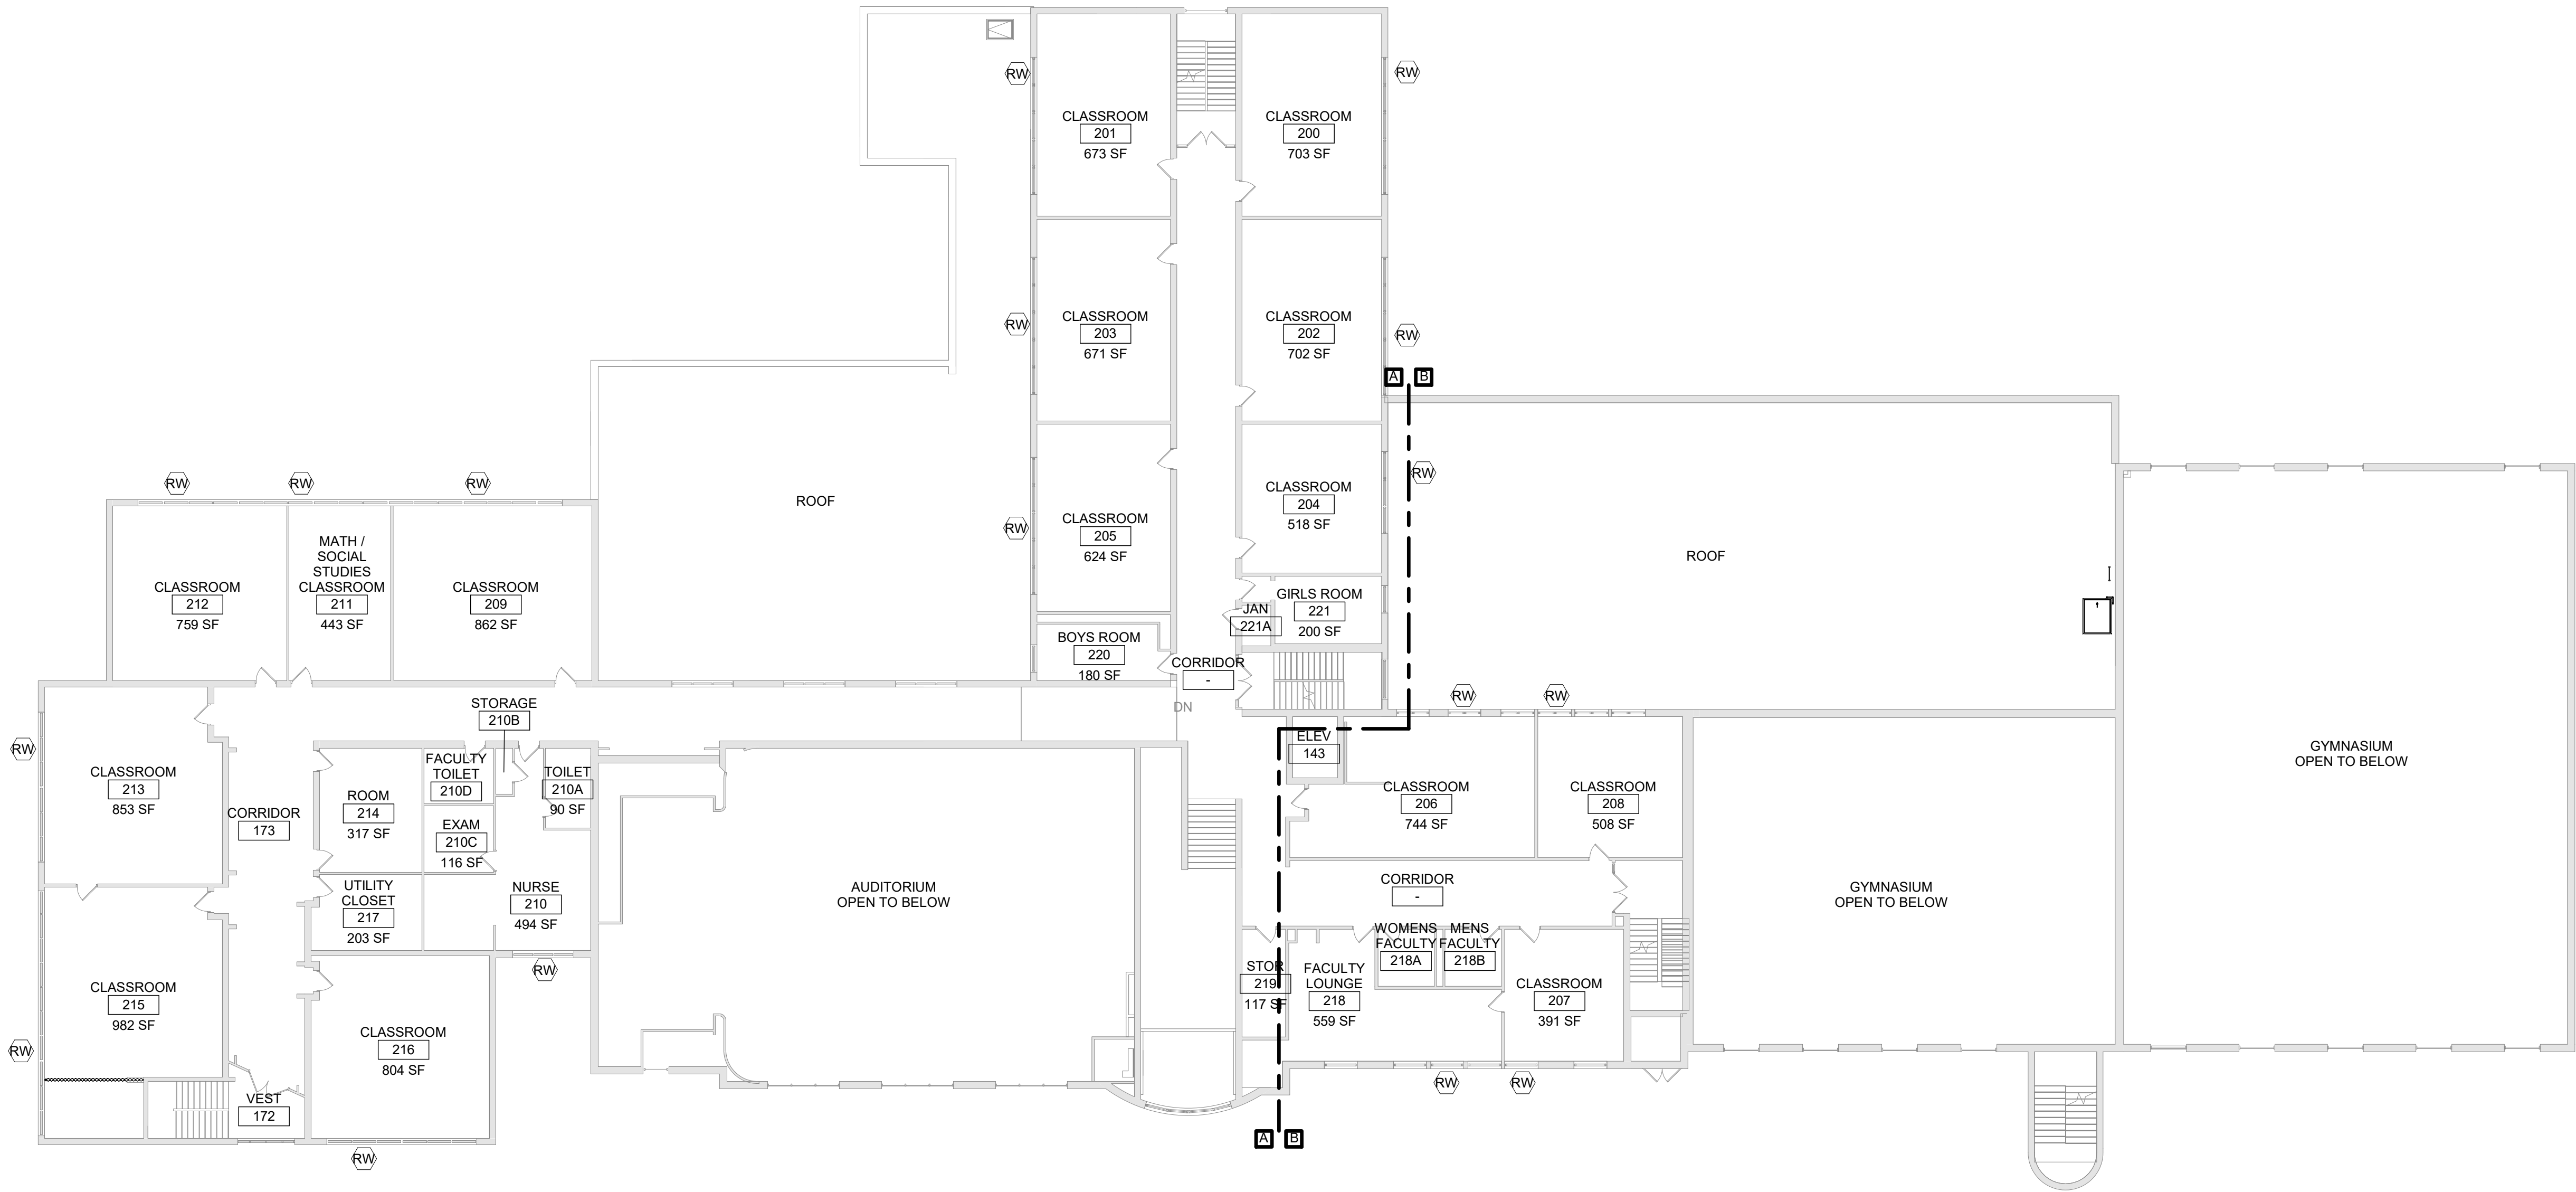 RW
CLASSROOM
201
673 SF
CLASSROOM
200
703 SF
RW
RW
CLASSROOM
203
671 SF
CLASSROOM
202
702 SF
RW
A
B
RW
CLASSROOM
205
624 SF
CLASSROOM
204
518 SF
RW
ROOF
ROOF
RW
RW
RW
CLASSROOM
212
759 SF
MATH /
SOCIAL
STUDIES
CLASSROOM
211
443 SF
CLASSROOM
209
862 SF
BOYS ROOM
220
180 SF
JAN
221A
GIRLS ROOM
221
200 SF
CORRIDOR
-
DN
RW
RW
RW
CLASSROOM
213
853 SF
CORRIDOR
173
ROOM
214
317 SF
STORAGE
210B
FACULTY
TOILET
210D
TOILET
210A
90 SF
EXAM
210C
116 SF
UTILITY
CLOSET
217
203 SF
NURSE
210
494 SF
RW
AUDITORIUM
OPEN TO BELOW
ELEV
143
CLASSROOM
206
744 SF
CLASSROOM
208
508 SF
CORRIDOR
-
GYMNASIUM
OPEN TO BELOW
GYMNASIUM
OPEN TO BELOW
STOR
219
117 SF
FACULTY
LOUNGE
218
559 SF
WOMENS
FACULTY
218A
MENS
FACULTY
218B
CLASSROOM
207
391 SF
RW
RW
RW
CLASSROOM
215
982 SF
CLASSROOM
216
804 SF
VEST
172
RW
A
B